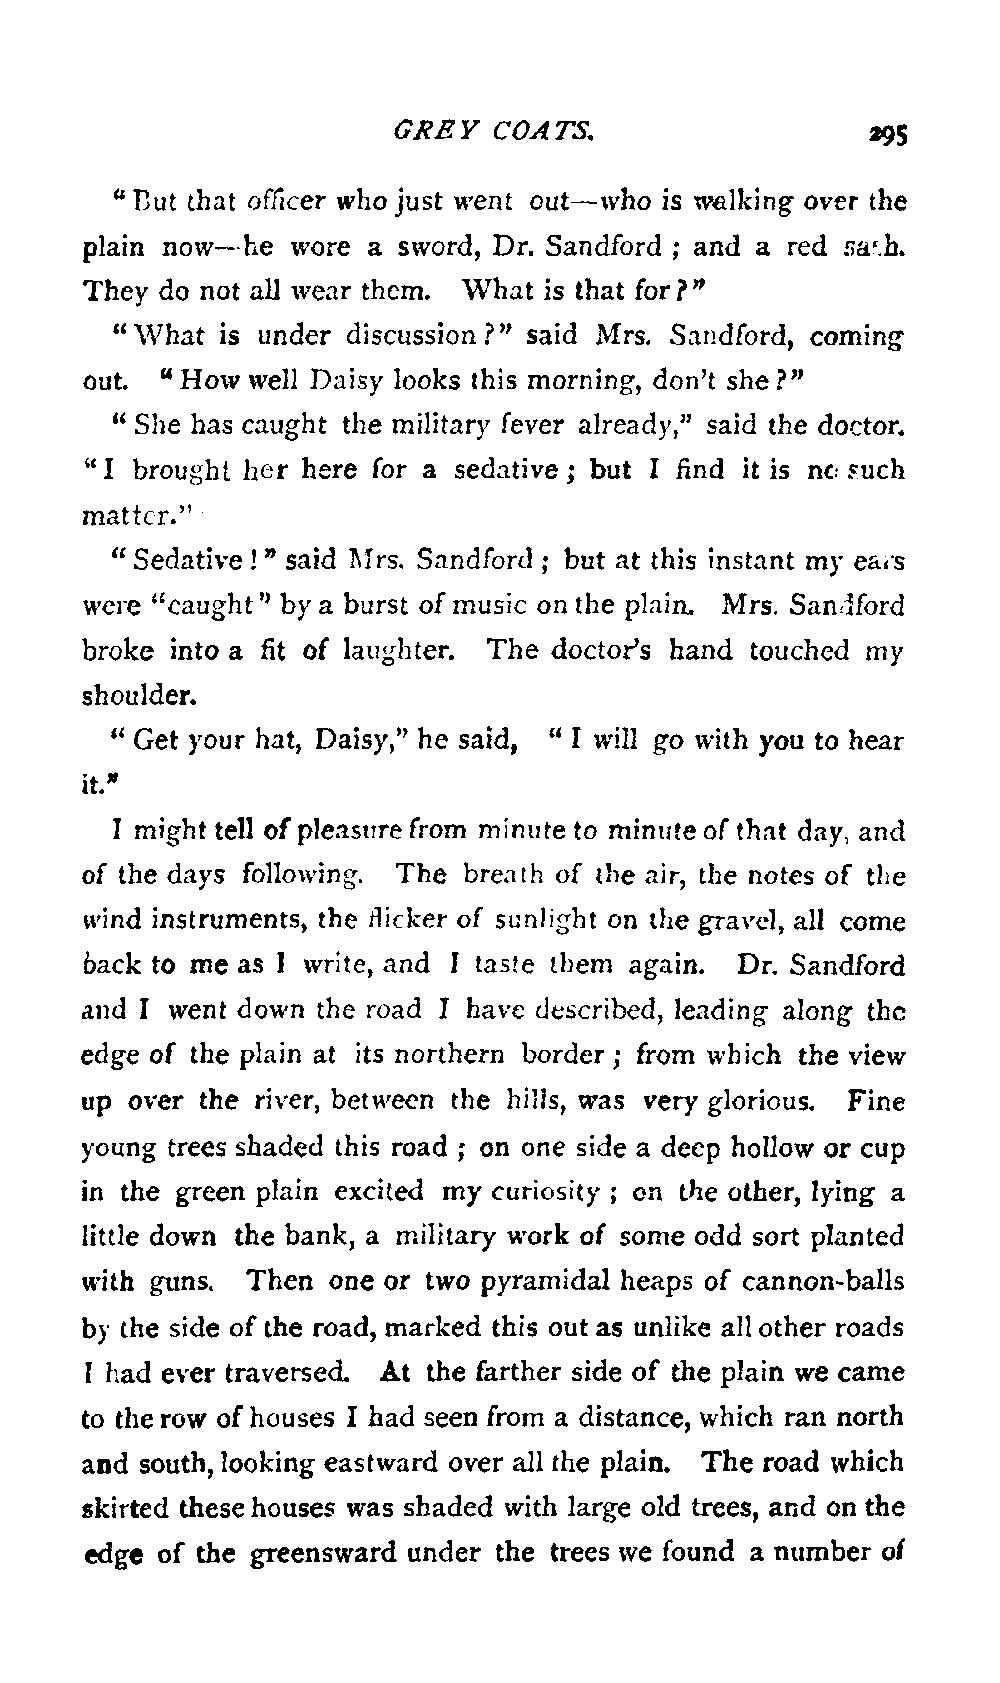 GREY COATS. 295
“But that officer who just went out—who is walking over the
plain now—he wore a sword, Dr. Sandford ; and a red sash.
They do not all wear them. What is that for ?”
“What is under discussion ?” said Mrs. Sandford, coming
out. “How well Daisy looks this morning, don't she ?”
“She has caught the military fever already,” said the doctor.
“I brought her here for a sedative ; but I find it is no such
matter.”
“Sedative !” said Mrs. Sandford ; but at this instant my ears
were “caught” by a burst of music on the plain. Mrs. Sandford
broke into a fit of laughter. The doctor's hand touched my
shoulder.
“Get your hat, Daisy,” he said, “I will go with you to hear
it.”
I might tell of pleasure from minute to minute of that day, and
of the days following. The breath of the air, the notes of the
wind instruments, the flicker of sunlight on the gravel, all come
back to me as I write, and I taste them again. Dr. Sandford
and I went down the road I have described, leading along the
edge of the plain at its northern border ; from which the view
up over the river, between the hills, was very glorious. Fine
young trees shaded this road ; on one side a deep hollow or cup
in the green plain excited my curiosity ; on the other, lying a
little down the bank, a military work of some odd sort planted
with guns. Then one or two pyramidal heaps of cannon-balls
by the side of the road, marked this out as unlike all other roads
I had ever traversed. At the farther side of the plain we came
to the row of houses I had seen from a distance, which ran north
and south, looking eastward over all the plain. The road which
skirted these houses was shaded with large old trees, and on the
edge of the greensward under the trees we found a number of